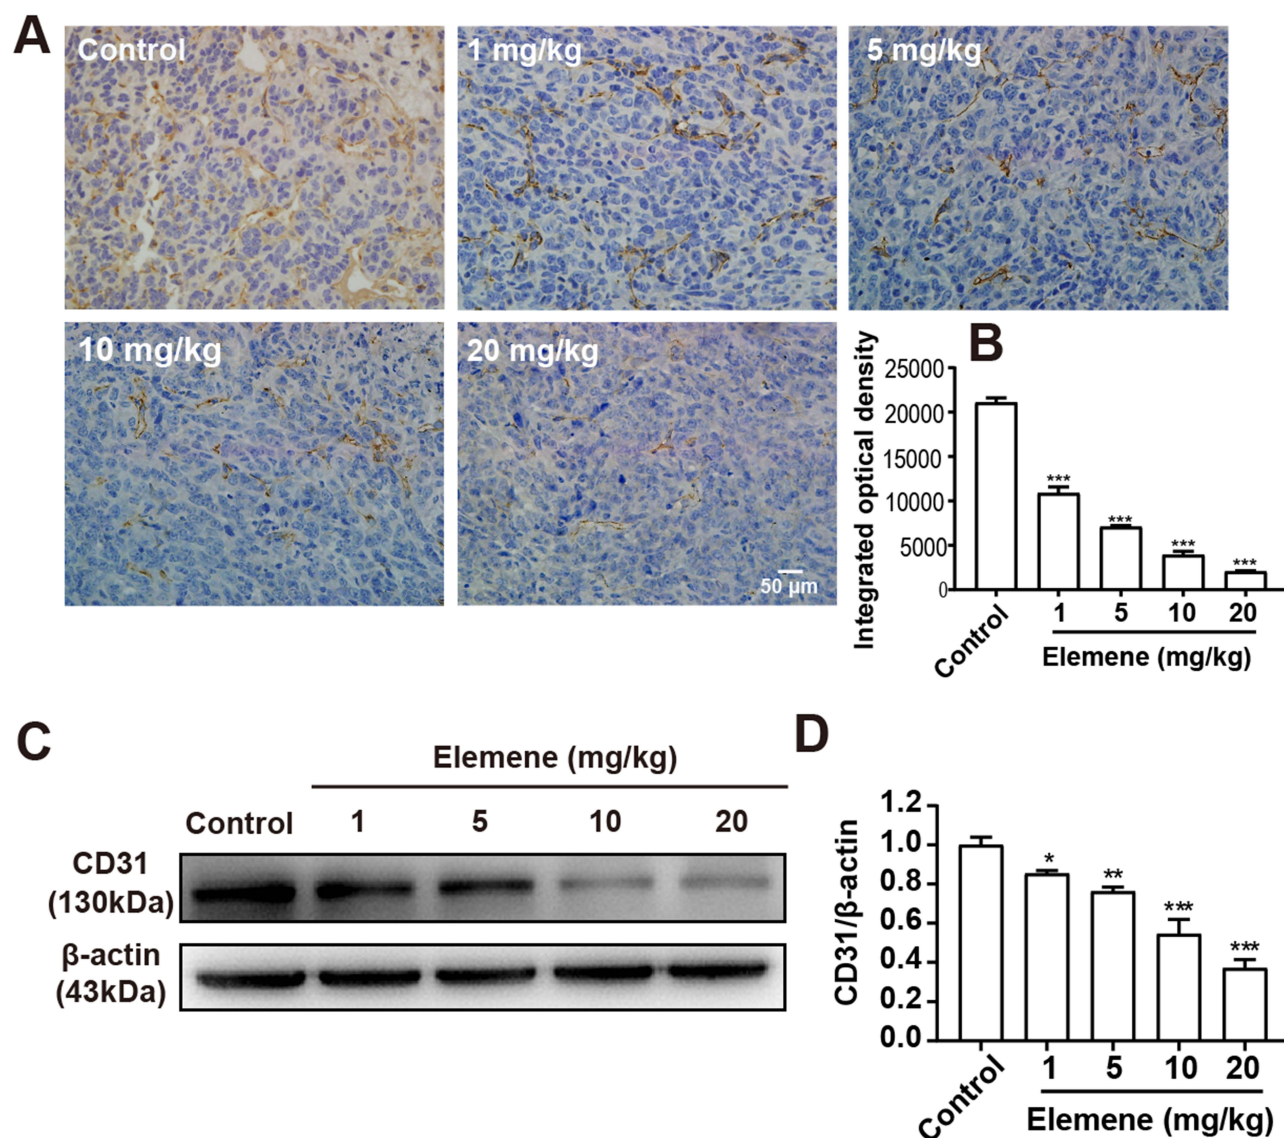 A
Control
1 mg/kg
5 mg/kg
10 mg/kg
20 mg/kg
50 µm
B
Integrated optical density
25000
20000
15000
10000
5000
0
***
***
***
***
Control
1
5
10
20
Elemene (mg/kg)
C
Elemene (mg/kg)
Control
1
5
10
20
CD31
(130kDa)
β-actin
(43kDa)
D
CD31/β-actin
1.2
1.0
0.8
0.6
0.4
0.2
0.0
*
**
***
***
Control
1
5
10
20
Elemene (mg/kg)